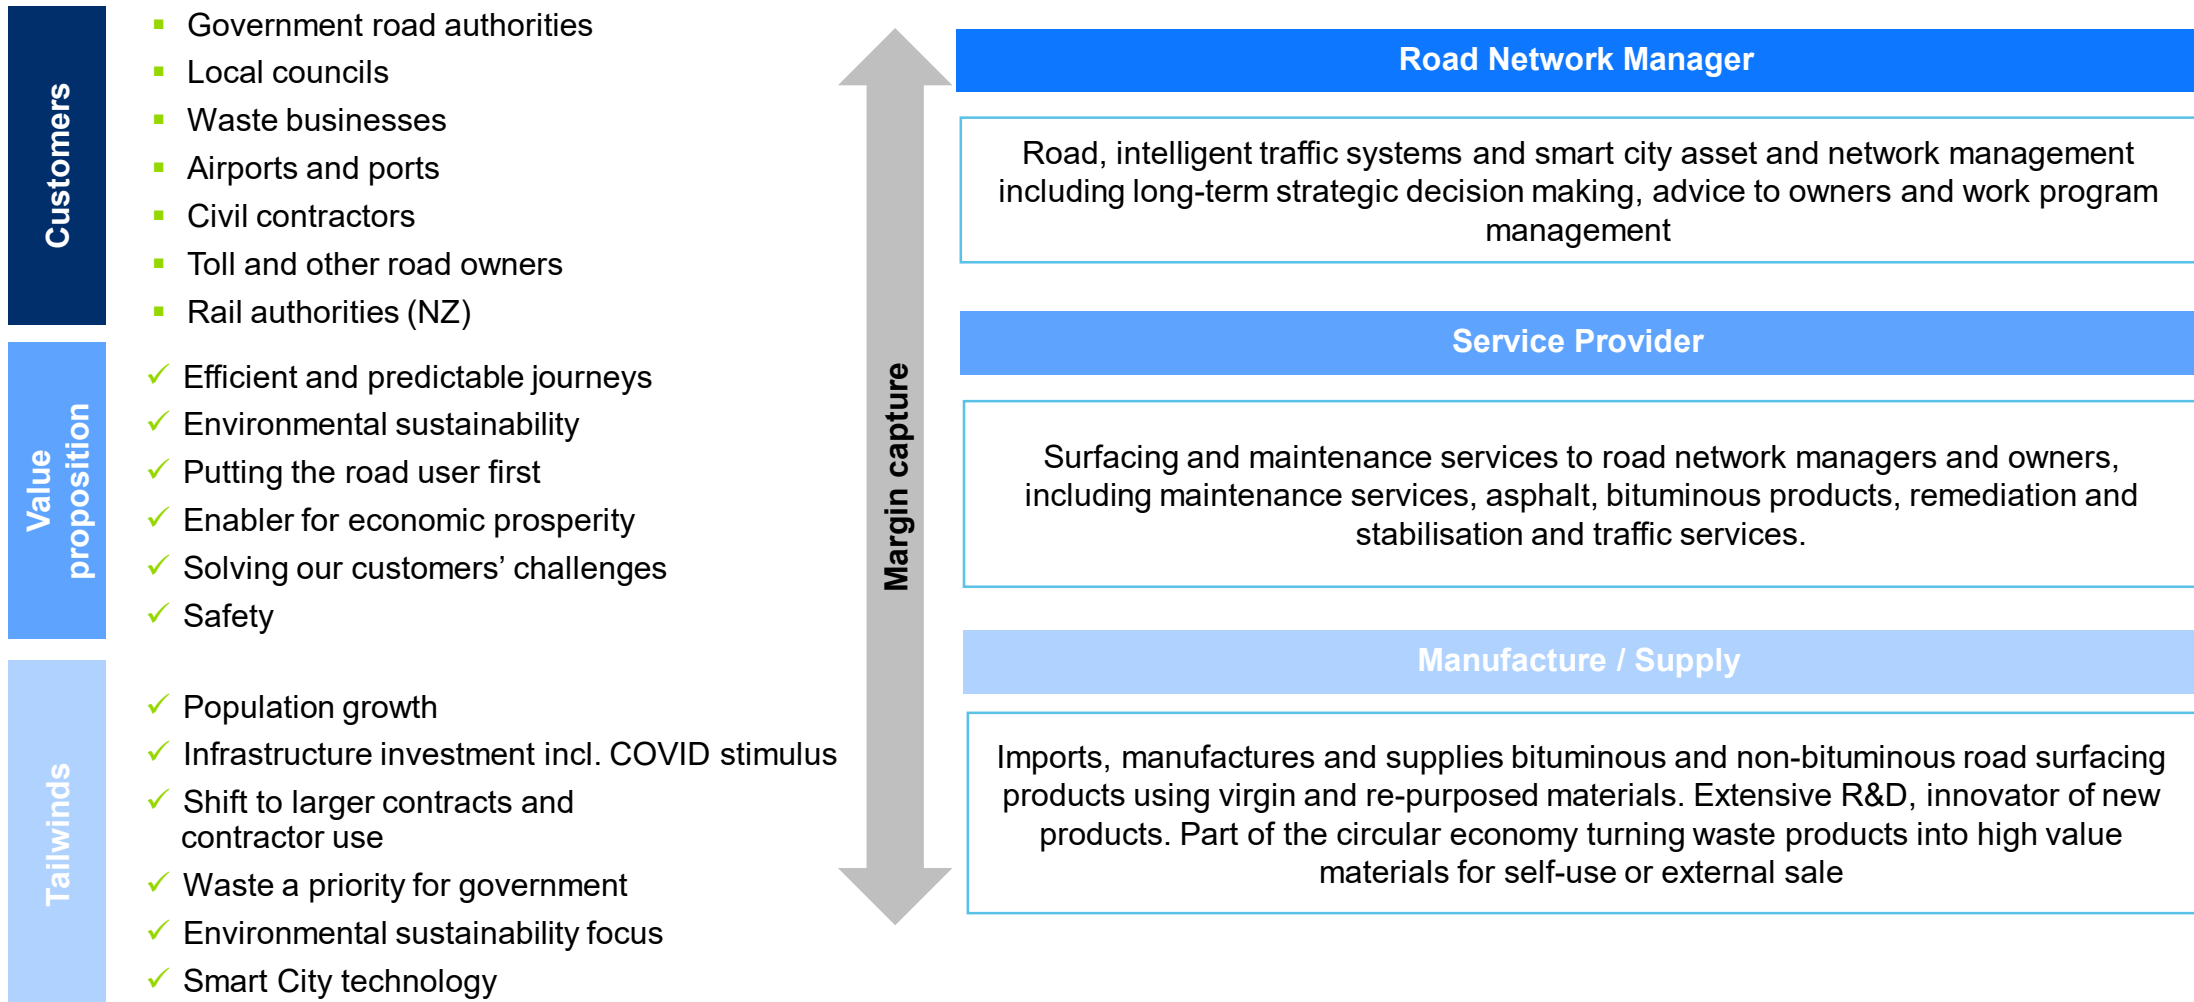 Customers
Government road authorities
Local councils
Waste businesses
Airports and ports
Civil contractors
Toll and other road owners
Rail authorities (NZ)
Value
proposition
Efficient and predictable journeys
Environmental sustainability
Putting the road user first
Enabler for economic prosperity
Solving our customers’ challenges
Safety
Tailwinds
Population growth
Infrastructure investment incl. COVID stimulus
Shift to larger contracts and
contractor use
Waste a priority for government
Environmental sustainability focus
Smart City technology
Margin capture
Road Network Manager
Road, intelligent traffic systems and smart city asset and network management
including long-term strategic decision making, advice to owners and work program
management
Service Provider
Surfacing and maintenance services to road network managers and owners,
including maintenance services, asphalt, bituminous products, remediation and
stabilisation and traffic services.
Manufacture / Supply
Imports, manufactures and supplies bituminous and non-bituminous road surfacing
products using virgin and re-purposed materials. Extensive R&D, innovator of new
products. Part of the circular economy turning waste products into high value
materials for self-use or external sale